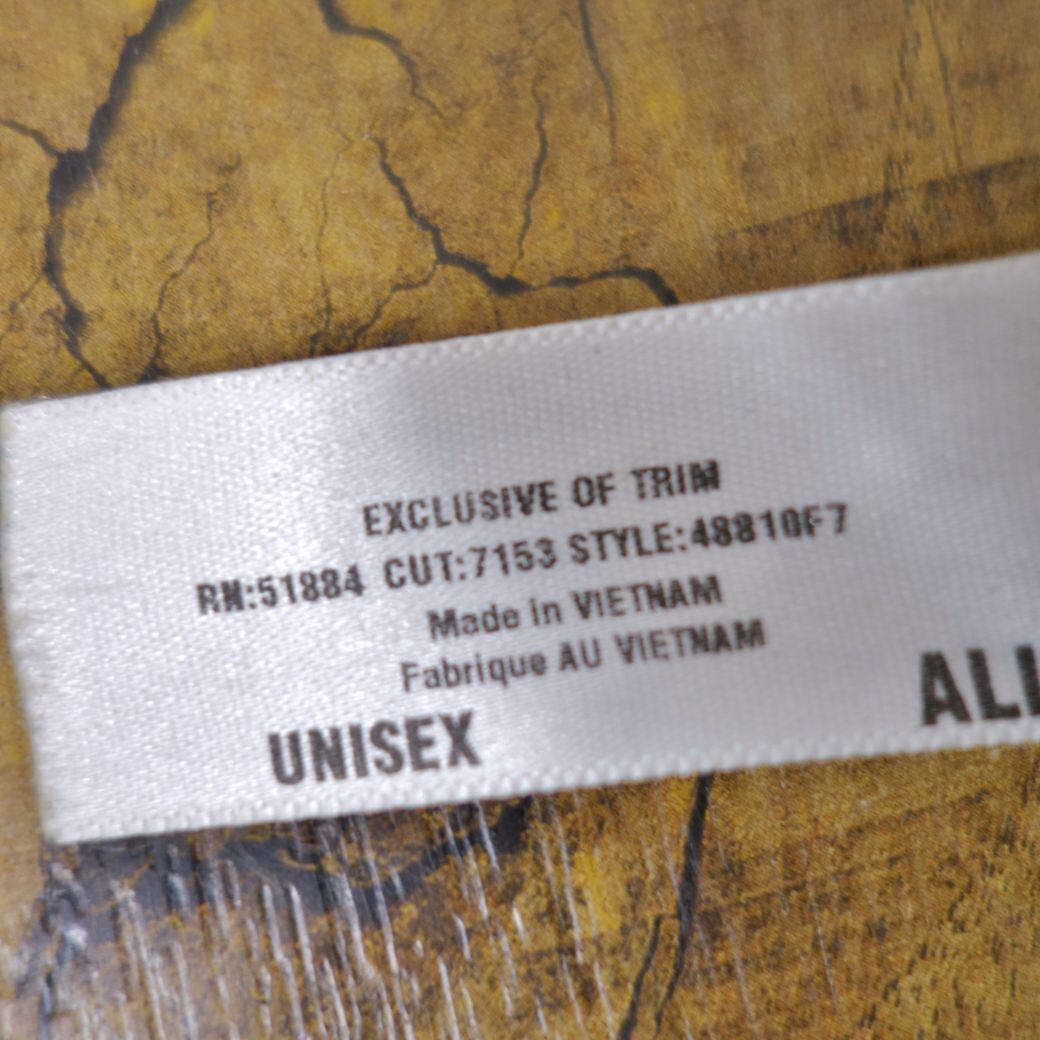 EXCLUSIVE OF TRIM
RN:51884 CUT:7153 STYLE:48810F7
Made in VIETNAM
Fabrique AU VIETNAM
UNISEX ALL